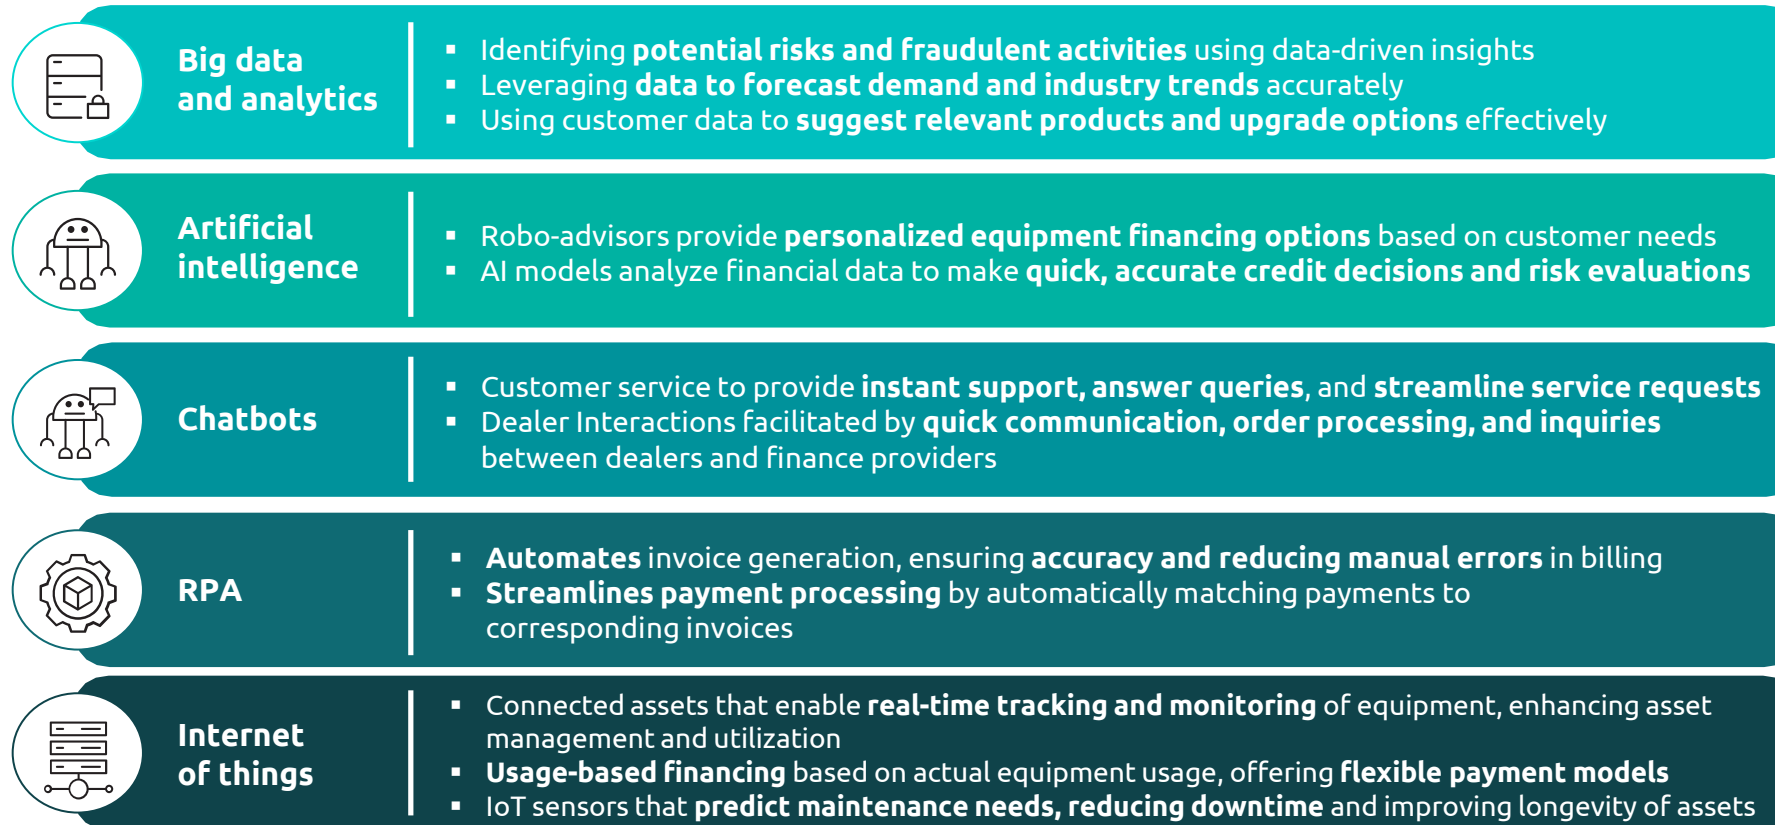 Big data
and analytics
▪ Identifying potential risks and fraudulent activities using data-driven insights
▪ Leveraging data to forecast demand and industry trends accurately
▪ Using customer data to suggest relevant products and upgrade options effectively
Artificial
intelligence
▪ Robo-advisors provide personalized equipment financing options based on customer needs
▪ AI models analyze financial data to make quick, accurate credit decisions and risk evaluations
Chatbots
▪ Customer service to provide instant support, answer queries, and streamline service requests
▪ Dealer Interactions facilitated by quick communication, order processing, and inquiries
between dealers and finance providers
RPA
▪ Automates invoice generation, ensuring accuracy and reducing manual errors in billing
▪ Streamlines payment processing by automatically matching payments to
corresponding invoices
Internet
of things
▪ Connected assets that enable real-time tracking and monitoring of equipment, enhancing asset
management and utilization
▪ Usage-based financing based on actual equipment usage, offering flexible payment models
▪ IoT sensors that predict maintenance needs, reducing downtime and improving longevity of assets